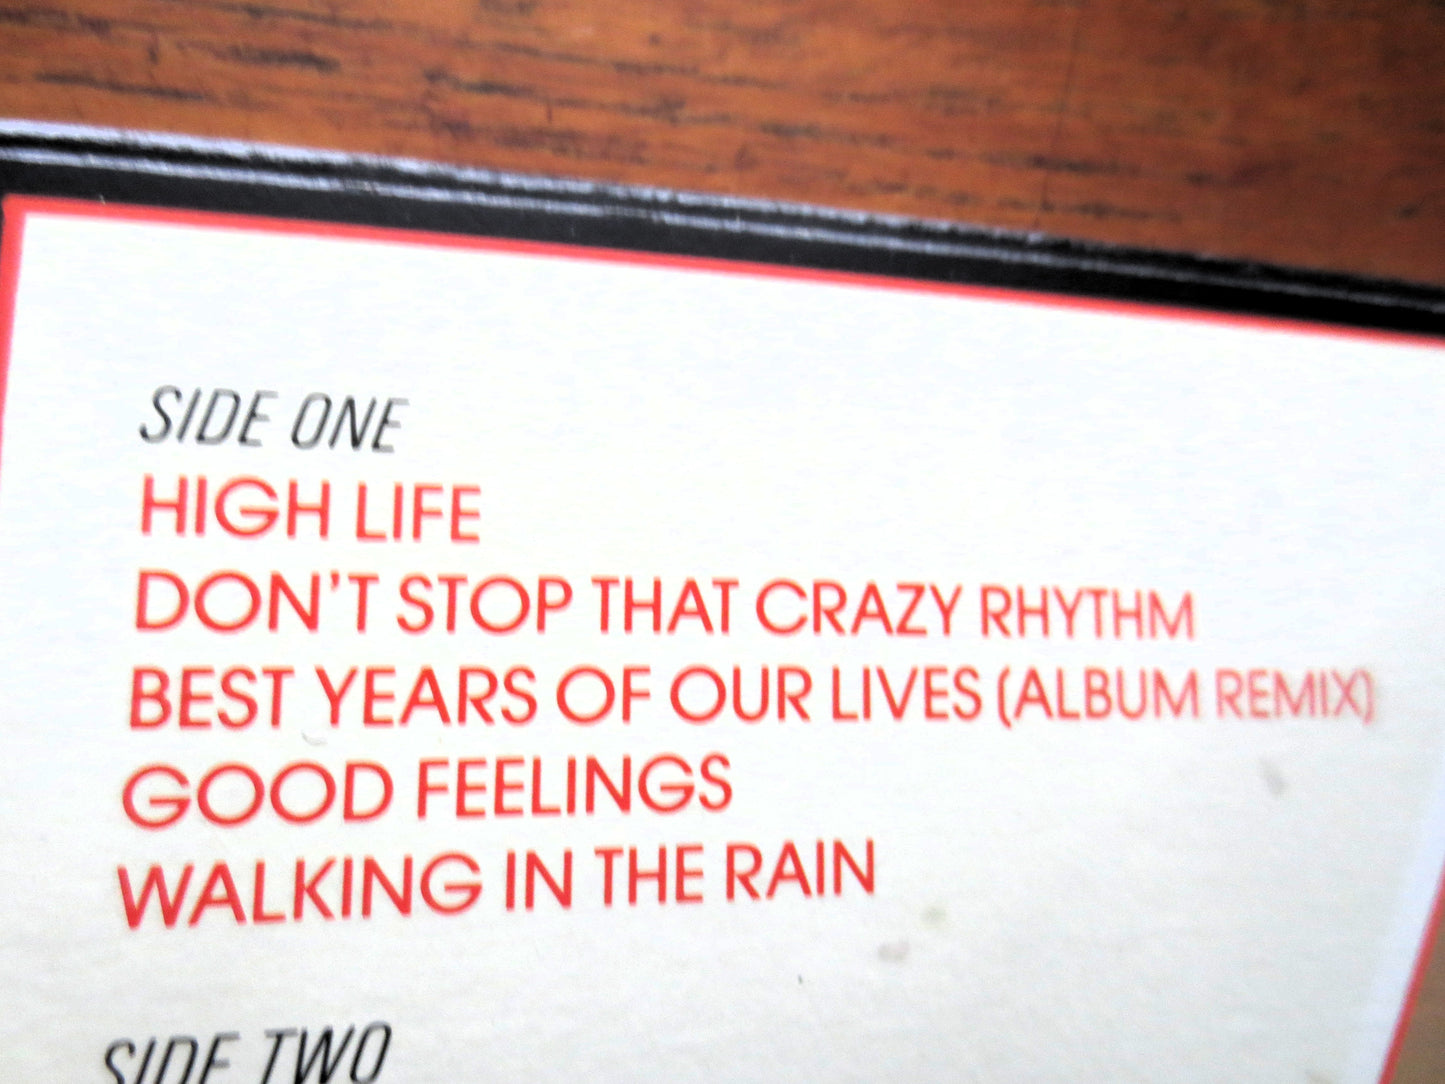 SIDE ONE
HIGH LIFE
DON'T STOP THAT CRAZY RHYTHM
BEST YEARS OF OUR LIVES (ALBUM REMIX)
GOOD FEELINGS
WALKING IN THE RAIN
SIDE TWO